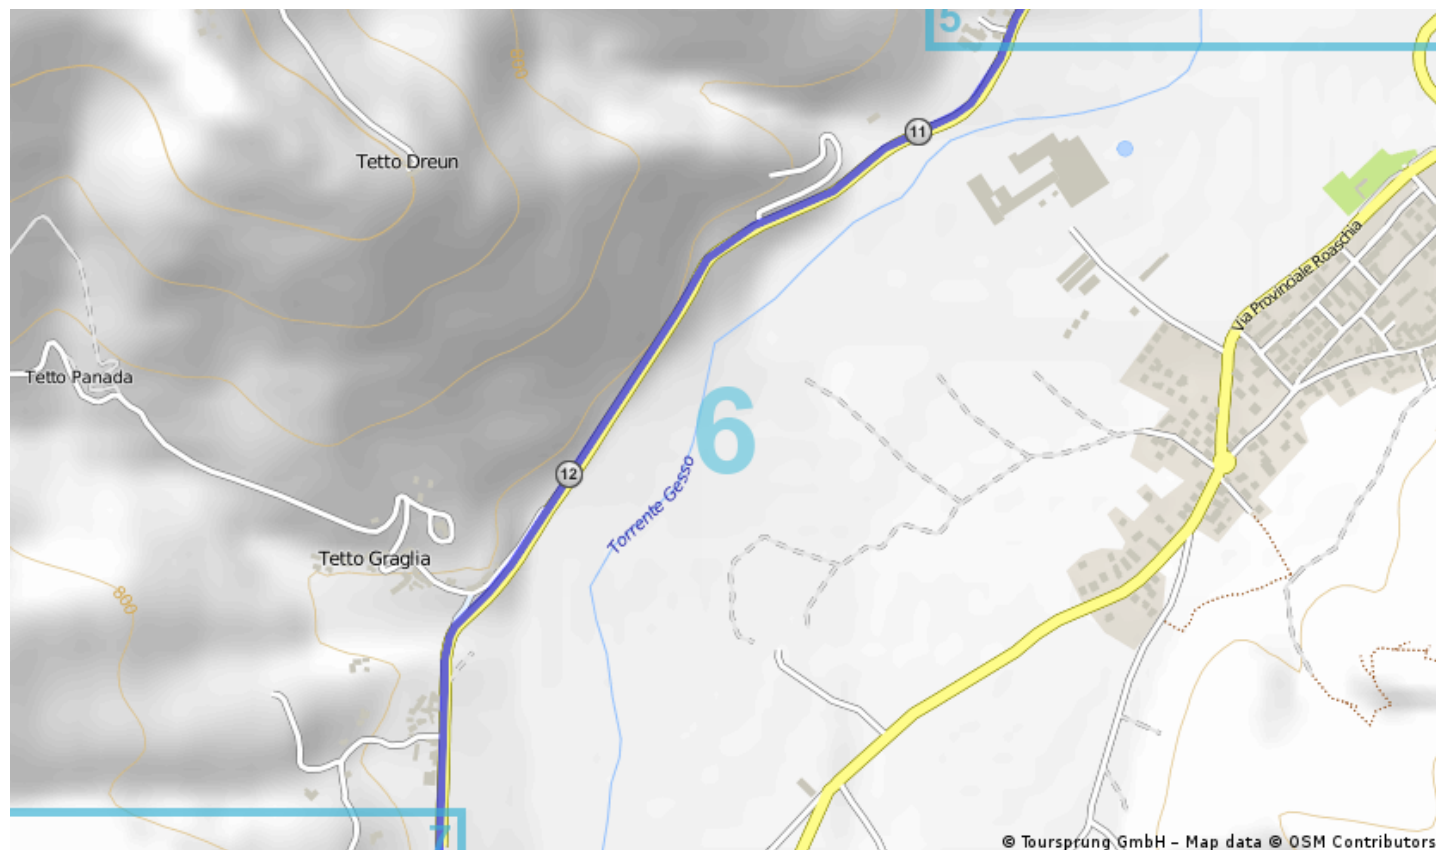 5
800
11
Tetto Dreun
Via Provinciale Roaschia
Tetto Panada
6
12
Torrente Gesso
Tetto Graglia
800
7
© Toursprung GmbH – Map data © OSM Contributors